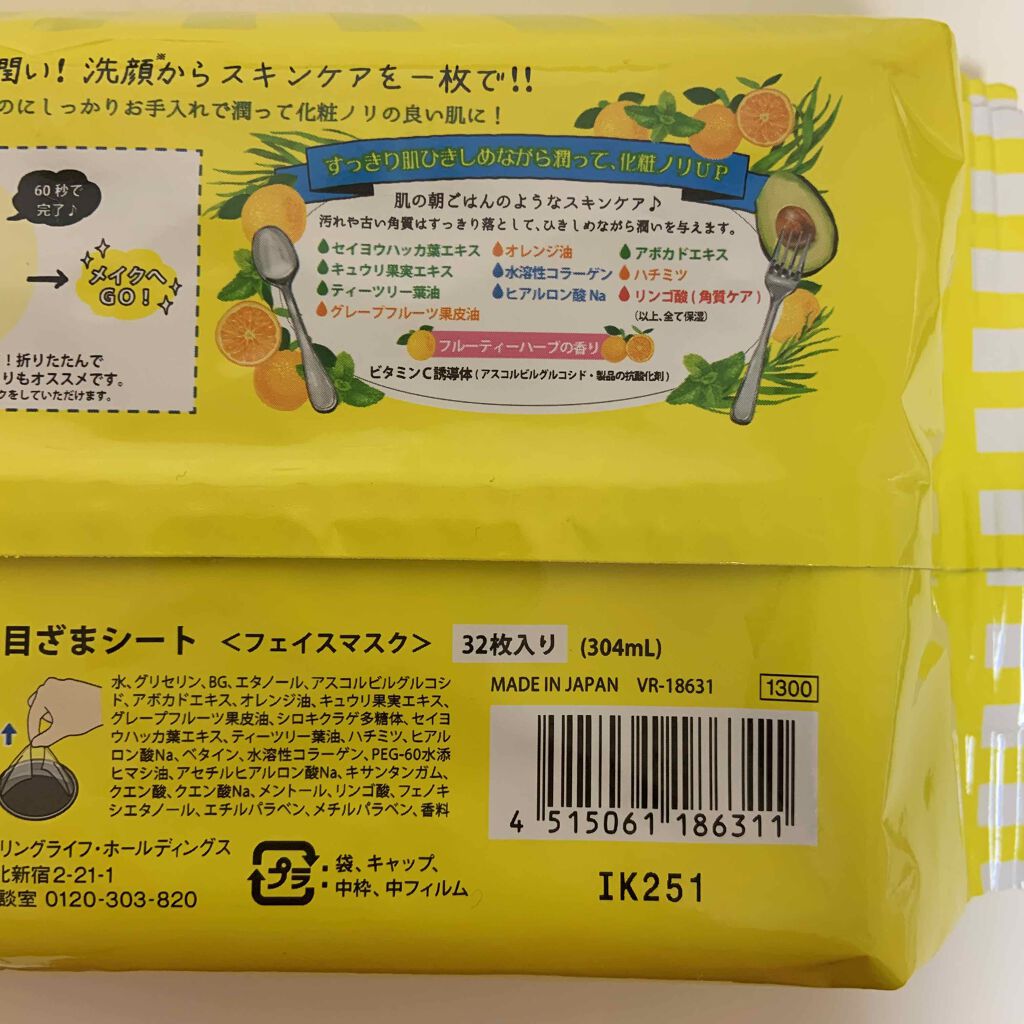 潤い! 洗顔※からスキンケアを一枚で!!
のにしっかりお手入れで潤って化粧ノリの良い肌に!
すっきり肌ひきしめながら潤って、化粧ノリUP
60秒で
完了♪
メイクへ
GO!
!折りたたんで
りもオススメです。
クをしていただけます。
肌の朝ごはんのようなスキンケア♪
汚れや古い角質はすっきり落として、ひきしめながら潤いを与えます。
セイヨウハッカ葉エキス
キュウリ果実エキス
ティーツリー葉油
グレープフルーツ果皮油
オレンジ油
水溶性コラーゲン
ヒアルロン酸Na
アボカドエキス
ハチミツ
リンゴ酸(角質ケア)
(以上、全て保湿)
フルーティーハーブの香り
ビタミンC誘導体(アスコルビルグルコシド・製品の抗酸化剤)
目ざまシート <フェイスマスク> 32枚入り (304mL)
水、グリセリン、BG、エタノール、アスコルビルグルコシ
ド、アボカドエキス、オレンジ油、キュウリ果実エキス、
グレープフルーツ果皮油、シロキクラゲ多糖体、セイヨ
ウハッカ葉エキス、ティーツリー葉油、ハチミツ、ヒアル
ロン酸Na、ベタイン、水溶性コラーゲン、PEG-60水添
ヒマシ油、アセチルヒアルロン酸Na、キサンタンガム、
クエン酸、クエン酸Na、メントール、リンゴ酸、フェノキ
シエタノール、エチルパラベン、メチルパラベン、香料
MADE IN JAPAN VR-18631 1300
4 515061 186311
リングライフ・ホールディングス
北新宿2-21-1
談室 0120-303-820
プラ : 袋、キャップ、
中枠、中フィルム
IK251